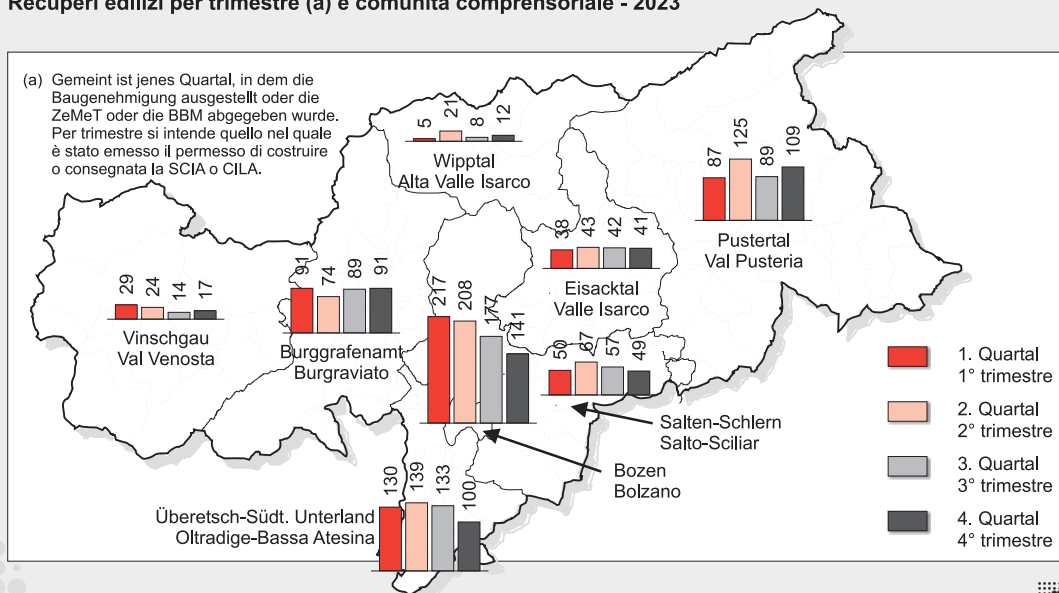 Recuperi edilizi per trimestre (a) e comunità comprensoriale - 2023
(a) Gemeint ist jenes Quartal, in dem die
Baugenehmigung ausgestellt oder die
ZeMeT oder die BBM abgegeben wurde.
Per trimestre si intende quello nel quale
è stato emesso il permesso di costruire
o consegnata la SCIA o CILA.
5 21 8 12
Wipptal
Alta Valle Isarco
87 125 89 109
Pustertal
Val Pusteria
38 43 42 41
Eisacktal
Valle Isarco
29 24 14 17
Vinschgau
Val Venosta
91 74 89 91
Burggrafenamt
Burgraviato
217 208 177 141
50 67 57 49
Salten-Schlern
Salto-Sciliar
Bozen
Bolzano
130 139 133 100
Überetsch-Südt. Unterland
Oltradige-Bassa Atesina
1. Quartal
1° trimestre
2. Quartal
2° trimestre
3. Quartal
3° trimestre
4. Quartal
4° trimestre